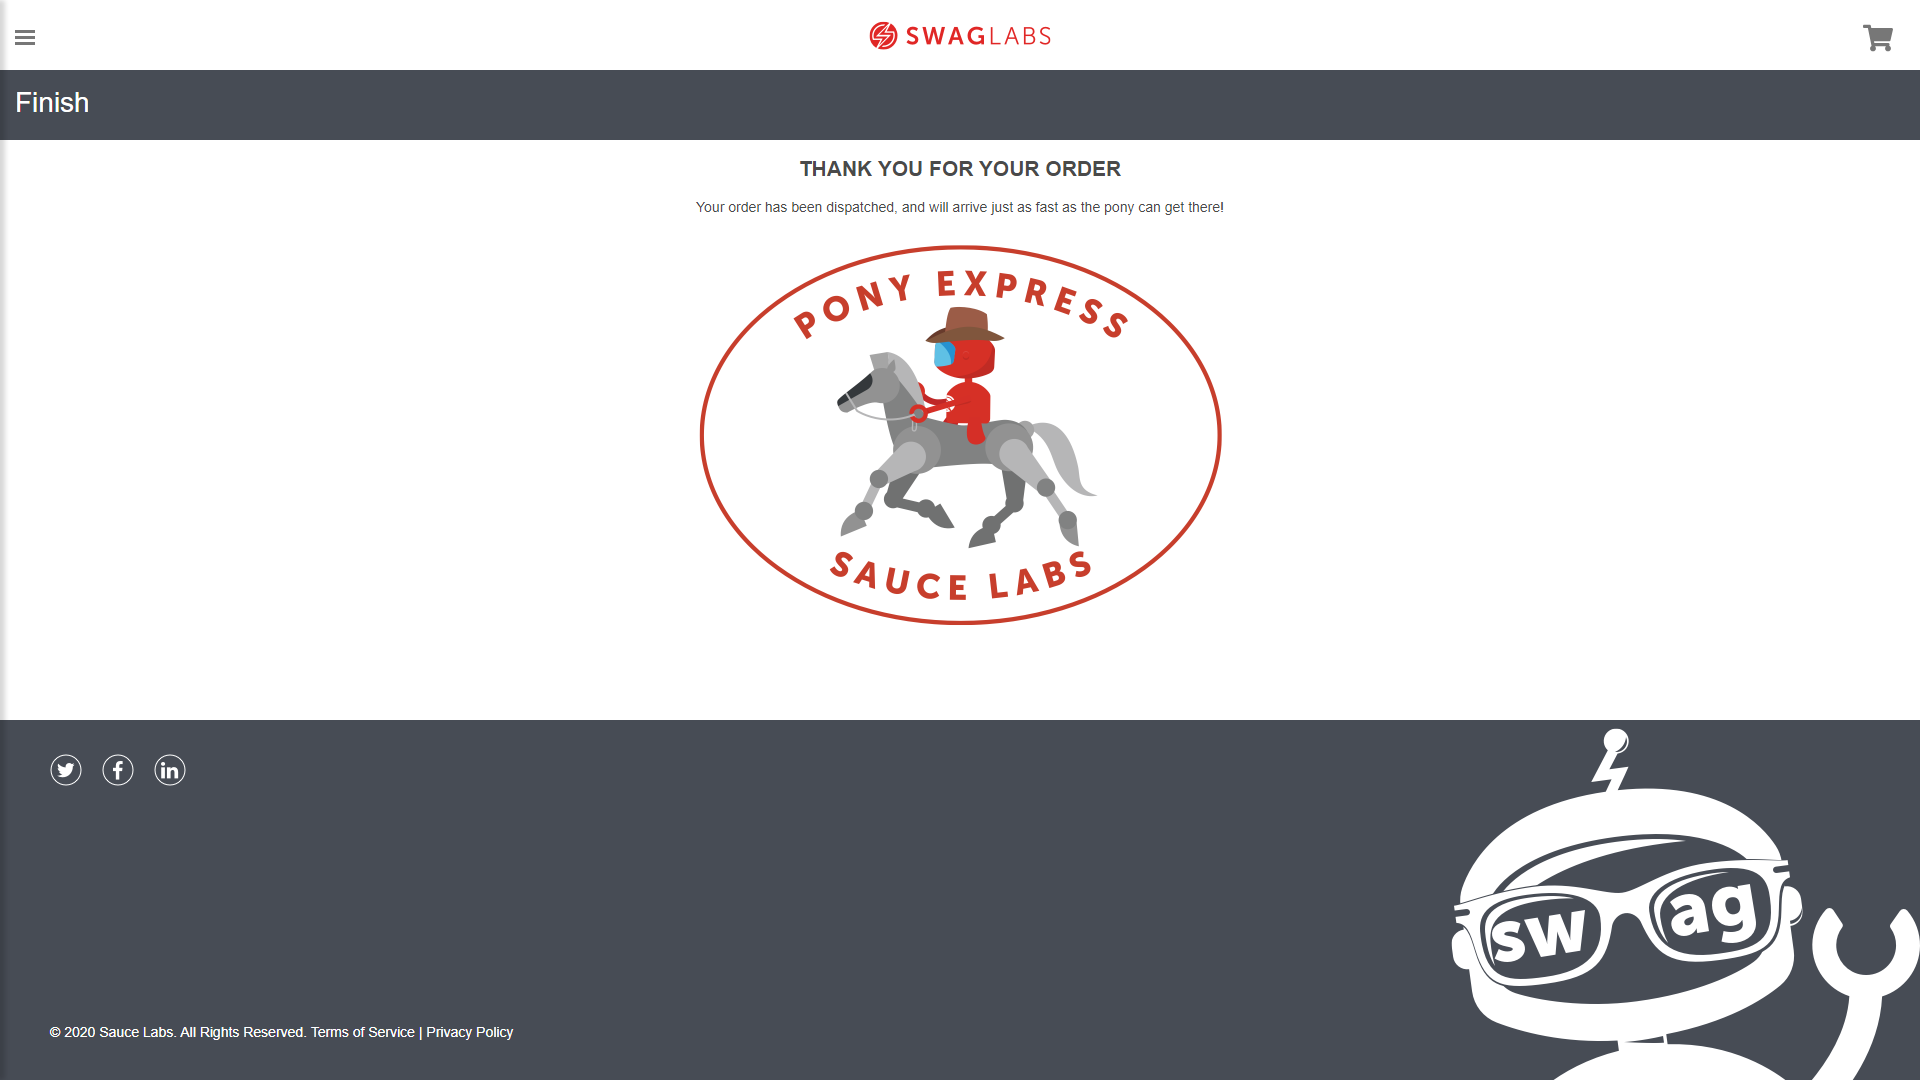 SWAGLABS
Finish
THANK YOU FOR YOUR ORDER
Your order has been dispatched, and will arrive just as fast as the pony can get there!
PONY EXPRESS
SAUCE LABS
sw ag
© 2020 Sauce Labs. All Rights Reserved. Terms of Service | Privacy Policy